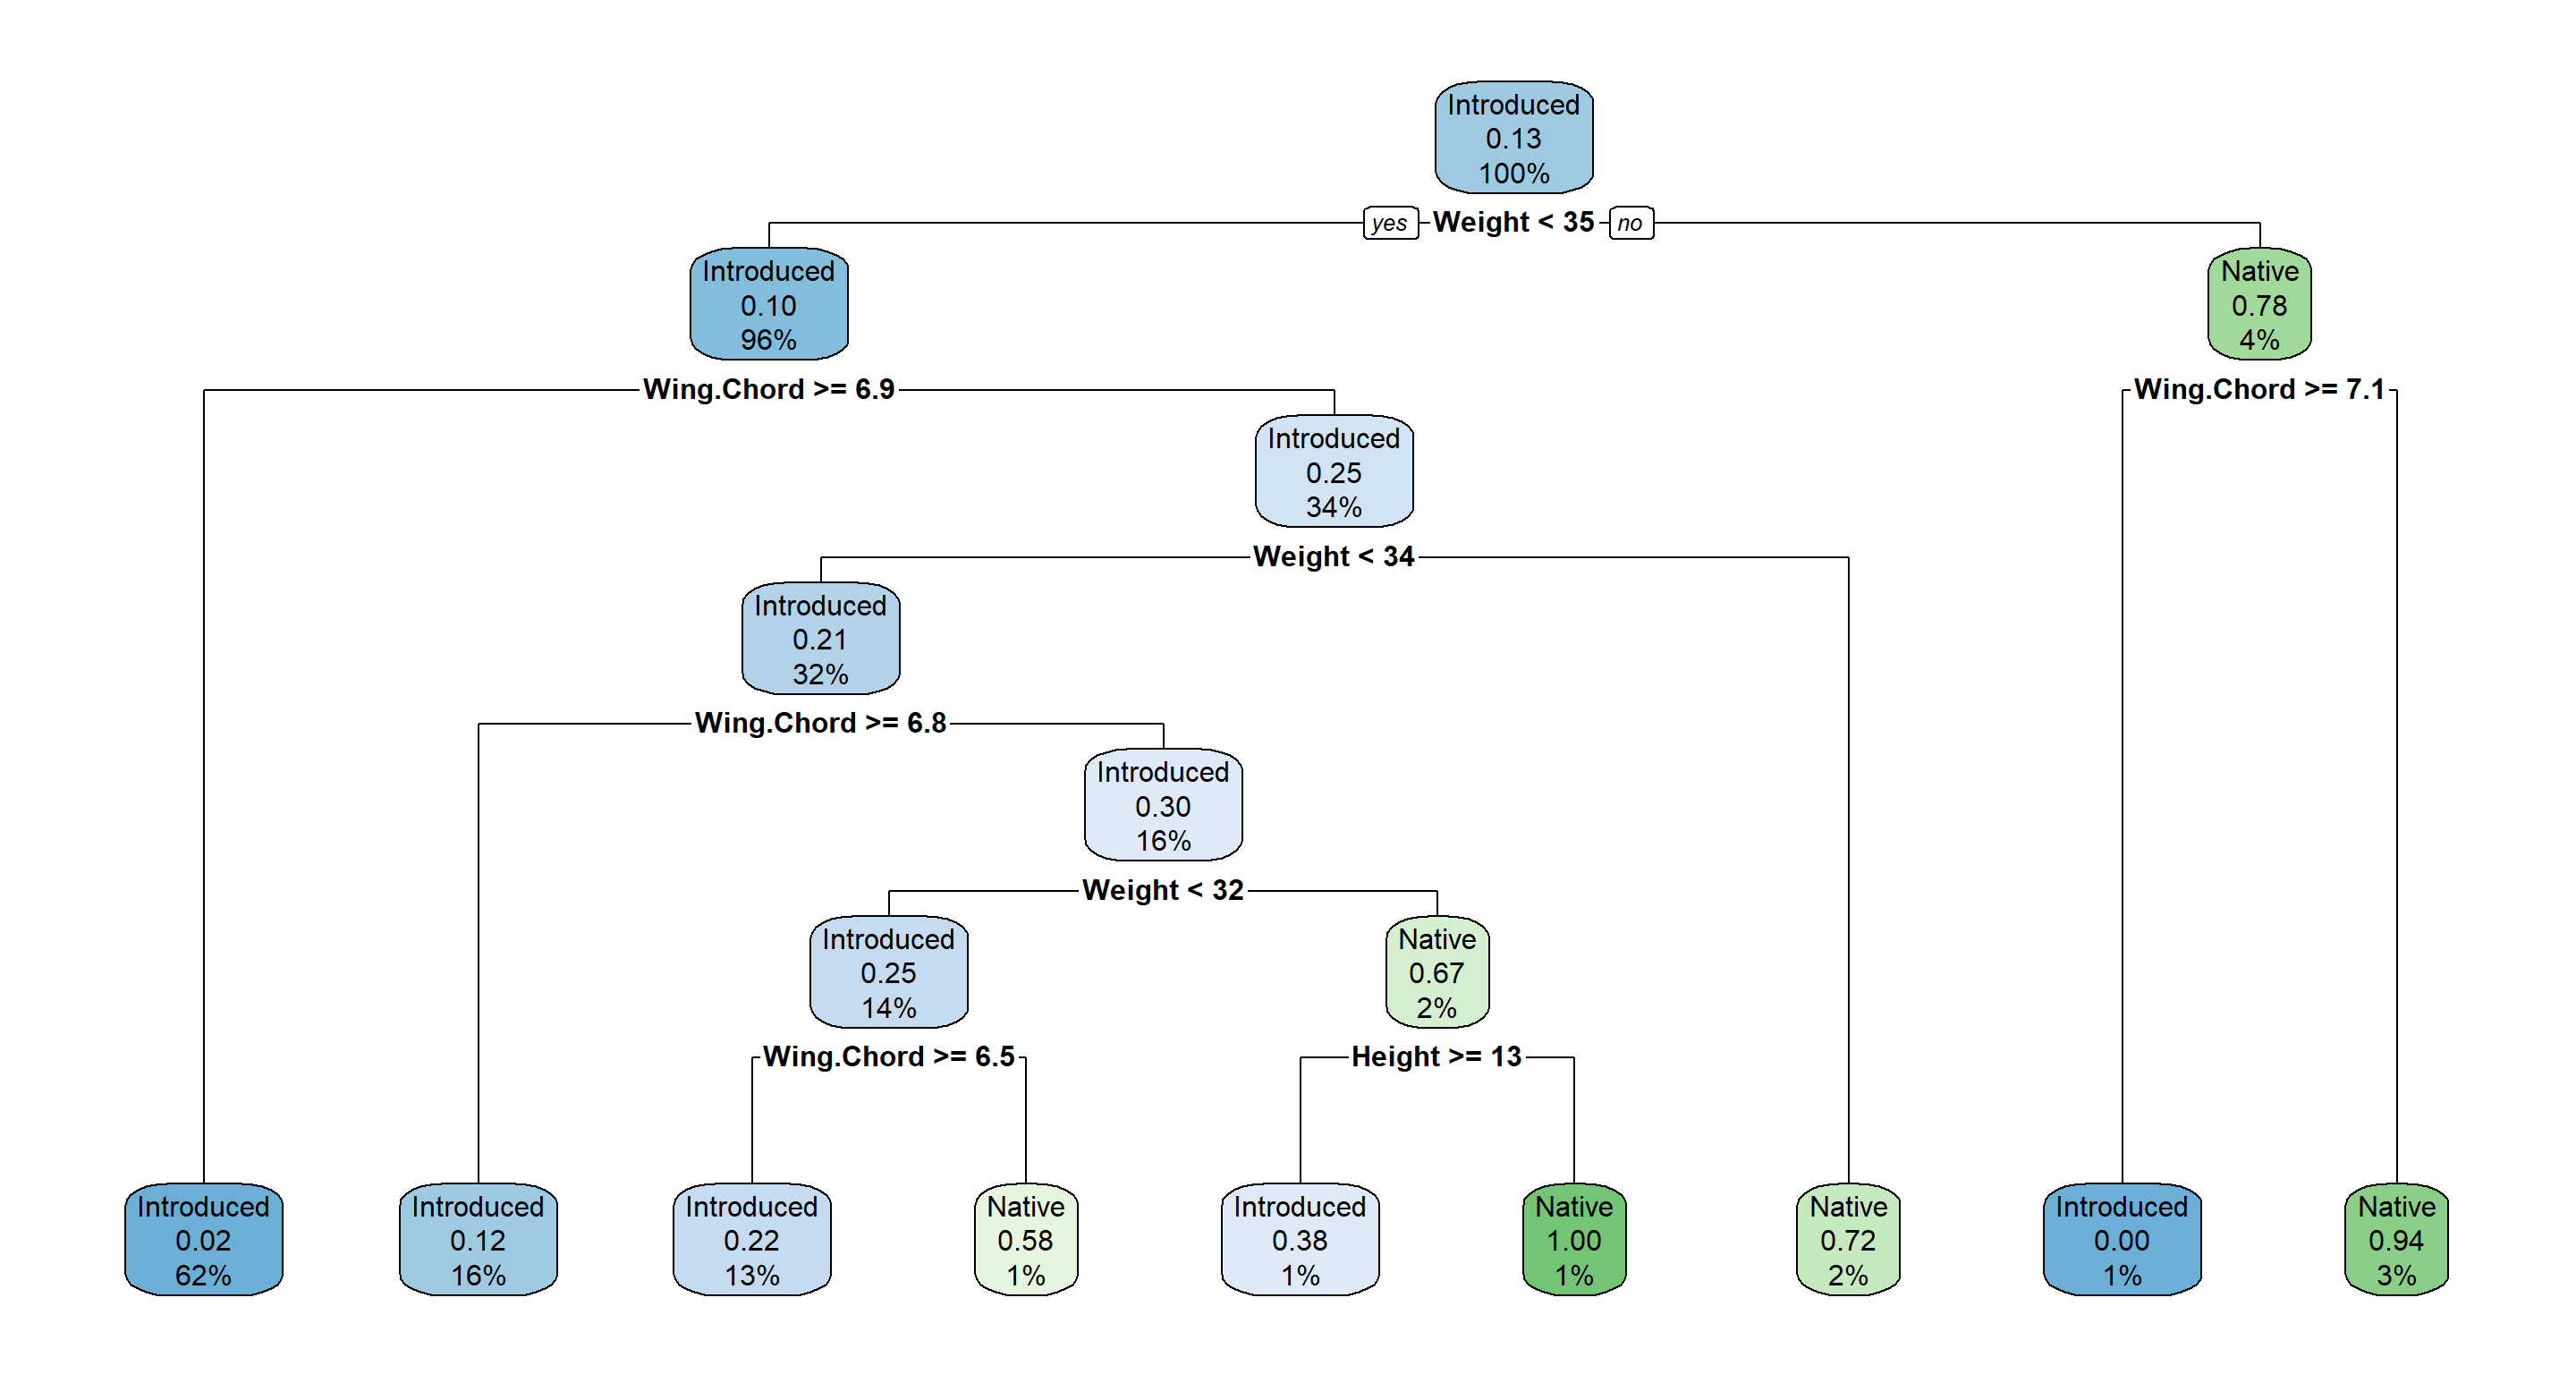 Introduced
0.13
100%
yes
Weight < 35
no
Introduced
0.10
96%
Native
0.78
4%
Wing.Chord >= 6.9
Wing.Chord >= 7.1
Introduced
0.25
34%
Weight < 34
Introduced
0.21
32%
Wing.Chord >= 6.8
Introduced
0.30
16%
Weight < 32
Introduced
0.25
14%
Native
0.67
2%
Wing.Chord >= 6.5
Height >= 13
Introduced
0.02
62%
Introduced
0.12
16%
Introduced
0.22
13%
Native
0.58
1%
Introduced
0.38
1%
Native
1.00
1%
Native
0.72
2%
Introduced
0.00
1%
Native
0.94
3%